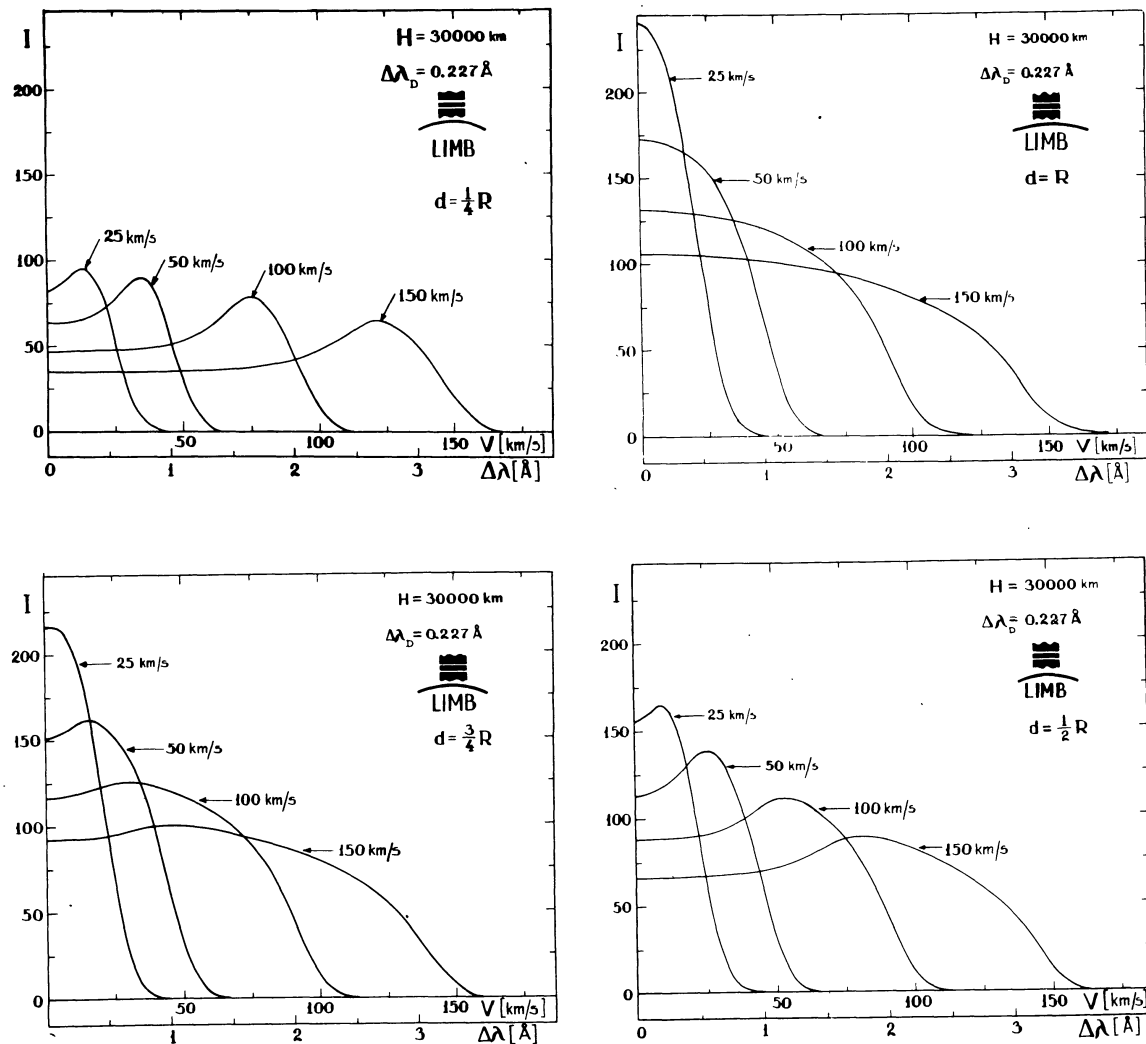 I
H = 30000 km
Δλ_D = 0.227 Å
LIMB
d = 1/4 R
200
150
100
50
0
25 km/s
50 km/s
100 km/s
150 km/s
50
100
150
V [km/s]
0
1
2
3
Δλ[Å]
I
H = 30000 km
Δλ_D = 0.227 Å
LIMB
d = R
200
150
100
50
0
25 km/s
50 km/s
100 km/s
150 km/s
50
100
150
V [km/s]
0
1
2
3
Δλ[Å]
I
H = 30000 km
Δλ_D = 0.227 Å
LIMB
d = 3/4 R
200
150
100
50
0
25 km/s
50 km/s
100 km/s
150 km/s
50
100
150
V [km/s]
0
1
2
3
Δλ[Å]
I
H = 30000 km
Δλ_D = 0.227 Å
LIMB
d = 1/2 R
200
150
100
50
0
25 km/s
50 km/s
100 km/s
150 km/s
50
100
150
V [km/s]
0
1
2
3
Δλ[Å]